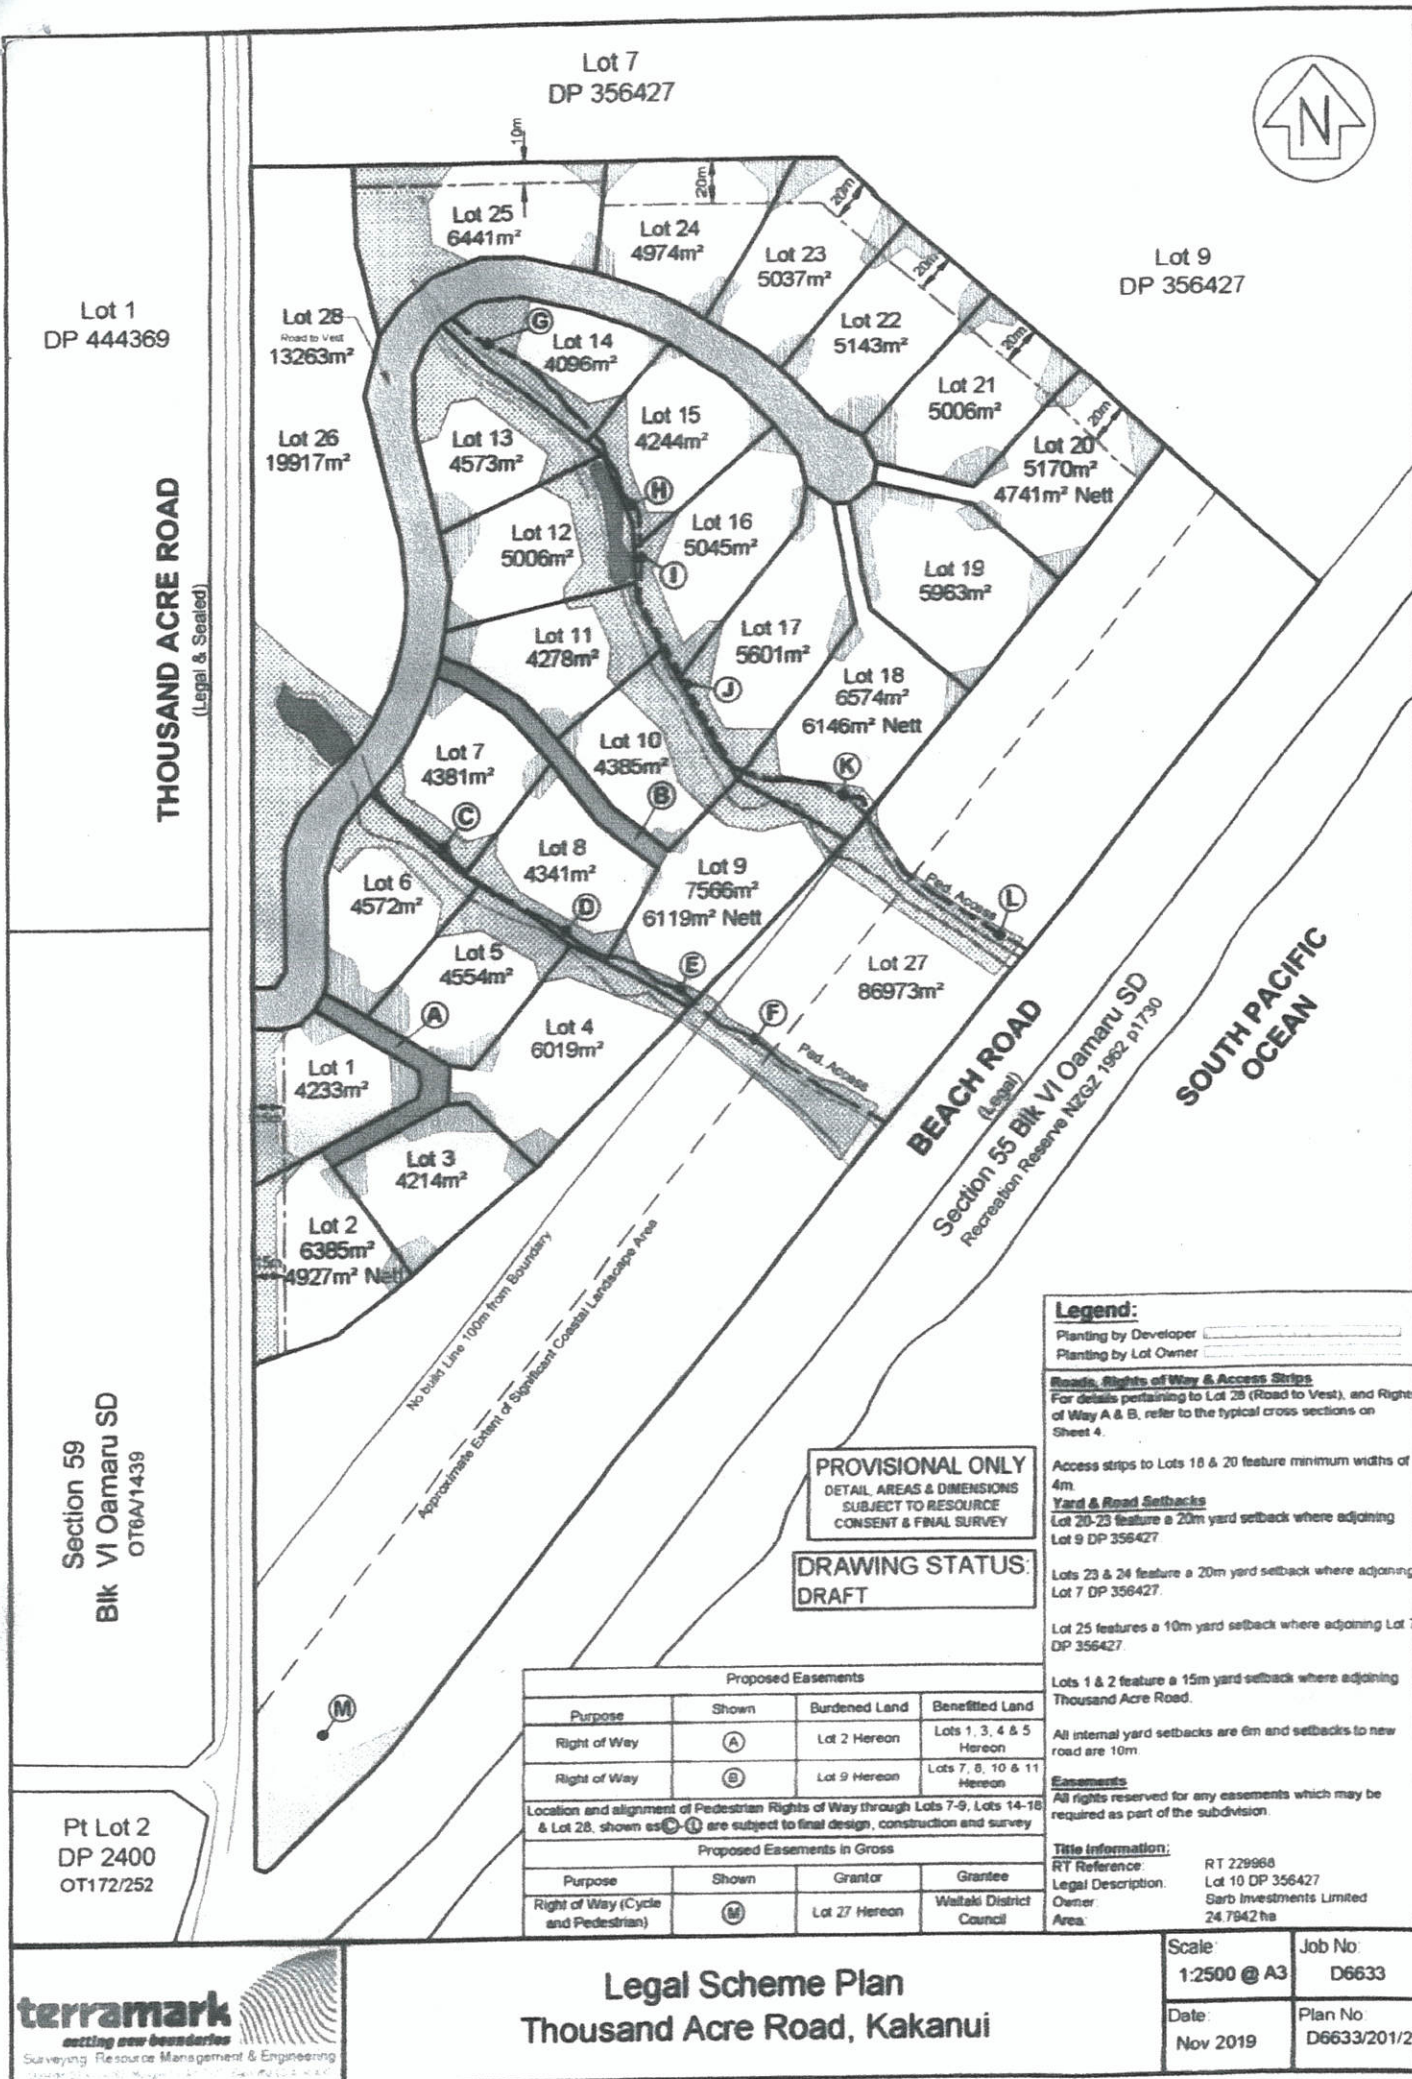 Lot 7
DP 356427
N
10m
20m
20m
20m
20m
20m
Lot 9
DP 356427
Lot 1
DP 444369
Lot 25
6441m²
Lot 24
4974m²
Lot 23
5037m²
Lot 22
5143m²
Lot 21
5006m²
Lot 20
5170m²
4741m² Nett
Lot 28
Road to Vest
13263m²
G
Lot 14
4096m²
Lot 15
4244m²
Lot 26
19917m²
Lot 13
4573m²
H
Lot 12
5006m²
Lot 16
5045m²
I
Lot 19
5963m²
Lot 11
4278m²
Lot 17
5601m²
J
Lot 18
6574m²
6146m² Nett
THOUSAND ACRE ROAD
(Legal & Sealed)
Lot 7
4381m²
Lot 10
4385m²
K
B
C
Lot 8
4341m²
Lot 9
7566m²
6119m² Nett
Lot 6
4572m²
D
Ped. Access
L
Lot 5
4554m²
E
Lot 27
86973m²
A
Lot 4
6019m²
F
Ped. Access
Lot 1
4233m²
Lot 3
4214m²
Lot 2
6385m²
4927m² Nett
15m
BEACH ROAD
(Legal)
Section 55 Blk VI Oamaru SD
Recreation Reserve NZGZ 1962 p1730
SOUTH PACIFIC
OCEAN
No build Line 100m from Boundary
Approximate Extent of Significant Coastal Landscape Area
Section 59
Blk VI Oamaru SD
OT6A/1439
M
Pt Lot 2
DP 2400
OT172/252
Legend:
Planting by Developer
Planting by Lot Owner
Roads, Rights of Way & Access Strips
For details pertaining to Lot 28 (Road to Vest), and Rights
of Way A & B, refer to the typical cross sections on
Sheet 4.
Access strips to Lots 18 & 20 feature minimum widths of
4m.
Yard & Road Setbacks
Lot 20-23 feature a 20m yard setback where adjoining
Lot 9 DP 356427.
Lots 23 & 24 feature a 20m yard setback where adjoining
Lot 7 DP 356427.
Lot 25 features a 10m yard setback where adjoining Lot 7
DP 356427.
Lots 1 & 2 feature a 15m yard setback where adjoining
Thousand Acre Road.
All internal yard setbacks are 6m and setbacks to new
road are 10m.
Easements
All rights reserved for any easements which may be
required as part of the subdivision.
Title Information:
RT Reference: RT 229968
Legal Description: Lot 10 DP 356427
Owner: Sarb Investments Limited
Area: 24.7942 ha
PROVISIONAL ONLY
DETAIL, AREAS & DIMENSIONS
SUBJECT TO RESOURCE
CONSENT & FINAL SURVEY
DRAWING STATUS:
DRAFT
Proposed Easements
Purpose Shown Burdened Land Benefitted Land
Right of Way A Lot 2 Hereon Lots 1, 3, 4 & 5 Hereon
Right of Way B Lot 9 Hereon Lots 7, 8, 10 & 11 Hereon
Location and alignment of Pedestrian Rights of Way through Lots 7-9, Lots 14-18
& Lot 28, shown as C-L are subject to final design, construction and survey
Proposed Easements in Gross
Purpose Shown Grantor Grantee
Right of Way (Cycle and Pedestrian) M Lot 27 Hereon Waitaki District Council
terramark
setting new boundaries
Surveying, Resource Management & Engineering
Legal Scheme Plan
Thousand Acre Road, Kakanui
Scale:
1:2500 @ A3
Job No:
D6633
Date:
Nov 2019
Plan No:
D6633/201/2